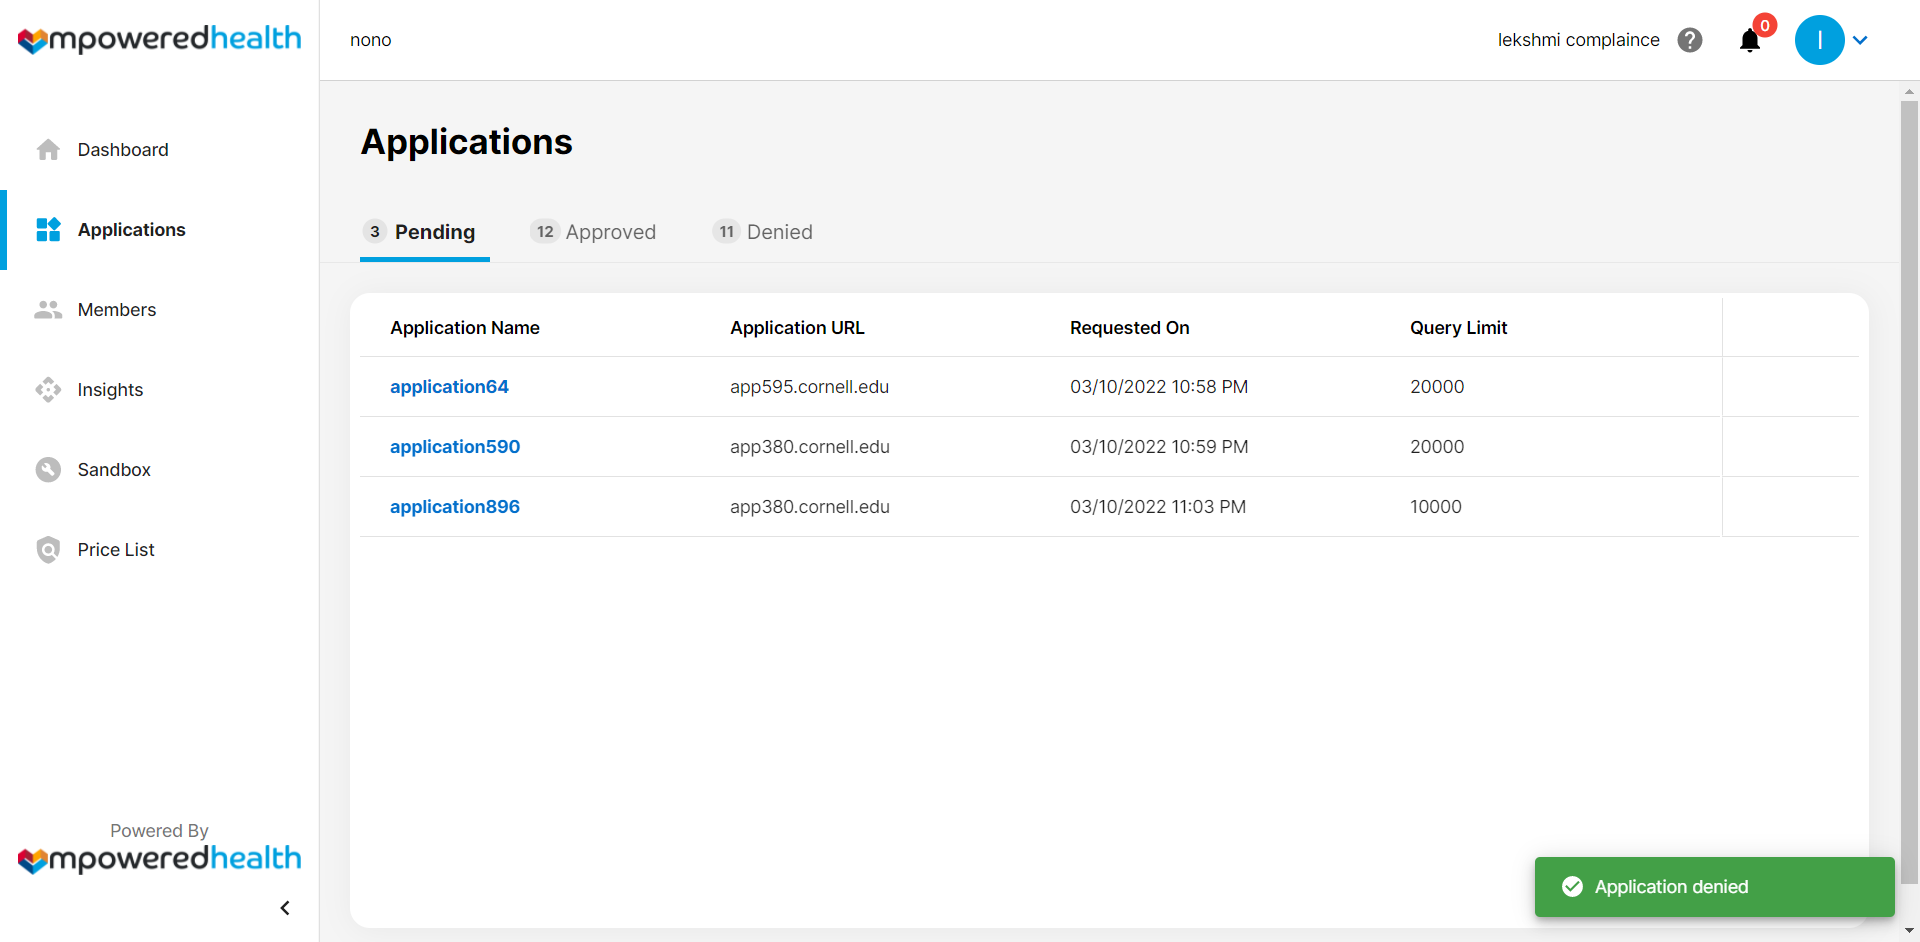 mpoweredhealth
nono
lekshmi complaince
0
l
Dashboard
Applications
Members
Insights
Sandbox
Price List
Powered By
mpoweredhealth
Applications
3 Pending
12 Approved
11 Denied
Application Name Application URL Requested On Query Limit
application64 app595.cornell.edu 03/10/2022 10:58 PM 20000
application590 app380.cornell.edu 03/10/2022 10:59 PM 20000
application896 app380.cornell.edu 03/10/2022 11:03 PM 10000
Application denied